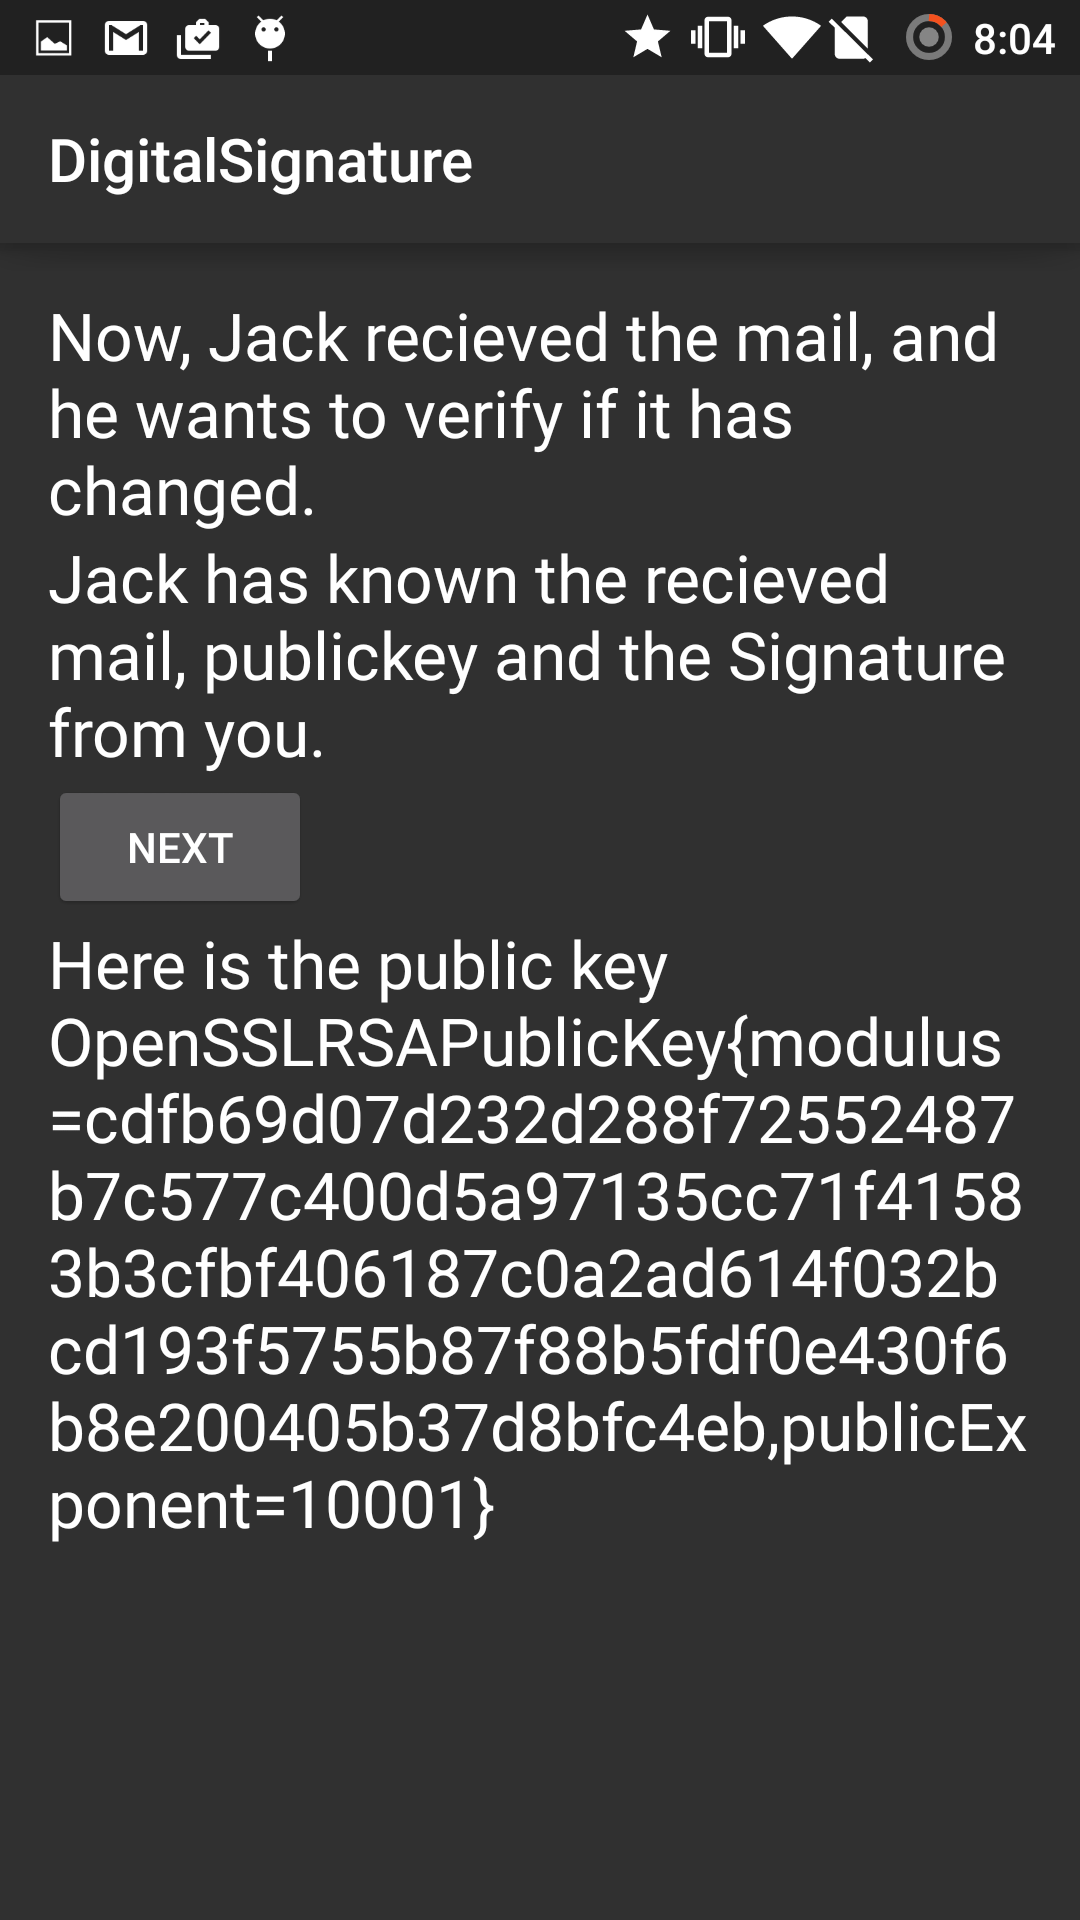 8:04
DigitalSignature
Now, Jack recieved the mail, and
he wants to verify if it has
changed.
Jack has known the recieved
mail, publickey and the Signature
from you.
NEXT
Here is the public key
OpenSSLRSAPublicKey{modulus
=cdfb69d07d232d288f72552487
b7c577c400d5a97135cc71f4158
3b3cfbf406187c0a2ad614f032b
cd193f5755b87f88b5fdf0e430f6
b8e200405b37d8bfc4eb,publicEx
ponent=10001}